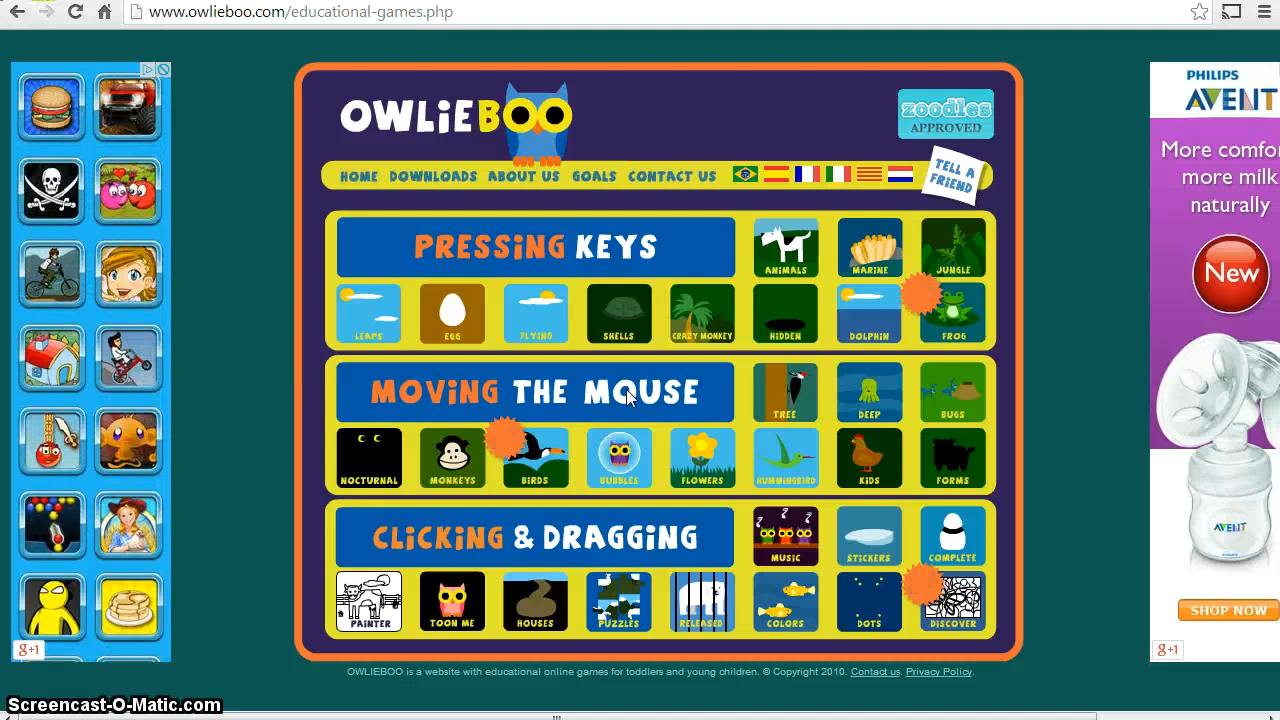 www.owlieboo.com/educational-games.php
OWLIEBOO
zoodles
APPROVED
HOME DOWNLOADS ABOUT US GOALS CONTACT US
TELL A
FRIEND
PRESSING KEYS
ANIMALS MARINE JUNGLE
LEAPS EGG FLYING SHELLS CRAZY MONKEY HIDDEN DOLPHIN FROG
MOVING THE MOUSE
TREE DEEP BUGS
NOCTURNAL MONKEYS BIRDS BUBBLES FLOWERS HUMMINGBIRD KIDS FORMS
CLICKING & DRAGGING
MUSIC STICKERS COMPLETE
PAINTER TOON ME HOUSES PUZZLES RELEASED COLORS DOTS DISCOVER
OWLIEBOO is a website with educational online games for toddlers and young children. © Copyright 2010. Contact us. Privacy Policy.
PHILIPS
AVENT
More comfo
more milk
naturally
New
AVENT
SHOP NOW
g+1
g+1
Screencast-O-Matic.com